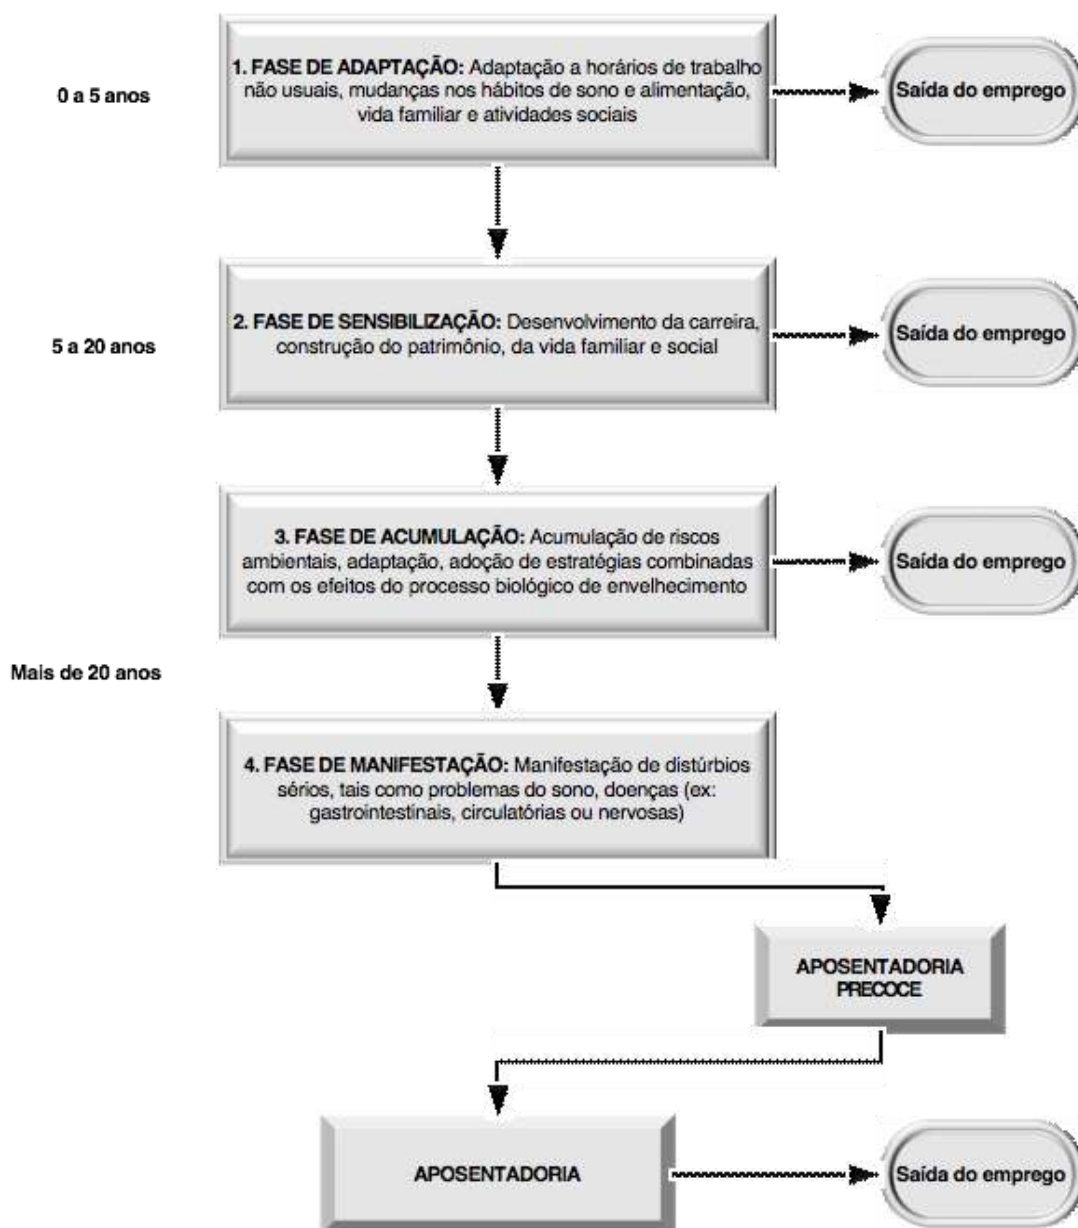 1. FASE DE ADAPTAÇÃO: Adaptação a horários de trabalho
não usuais, mudanças nos hábitos de sono e alimentação,
vida familiar e atividades sociais
0 a 5 anos
Saída do emprego
2. FASE DE SENSIBILIZAÇÃO: Desenvolvimento da carreira,
construção do patrimônio, da vida familiar e social
5 a 20 anos
Saída do emprego
3. FASE DE ACUMULAÇÃO: Acumulação de riscos
ambientais, adaptação, adoção de estratégias combinadas
com os efeitos do processo biológico de envelhecimento
Saída do emprego
Mais de 20 anos
4. FASE DE MANIFESTAÇÃO: Manifestação de distúrbios
sérios, tais como problemas do sono, doenças (ex:
gastrointestinais, circulatórias ou nervosas)
APOSENTADORIA
PRECOCE
APOSENTADORIA
Saída do emprego